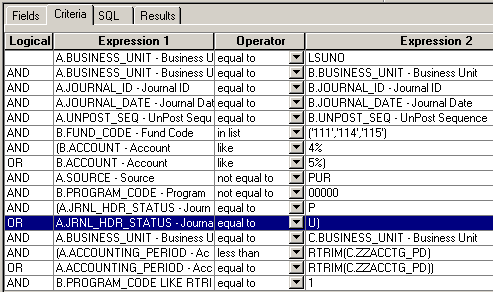 Fields Criteria SQL Results
Logical Expression 1 Operator Expression 2
A.BUSINESS_UNIT - Business U equal to LSUNO
AND A.BUSINESS_UNIT - Business U equal to B.BUSINESS_UNIT - Business Unit
AND A.JOURNAL_ID - Journal ID equal to B.JOURNAL_ID - Journal ID
AND A.JOURNAL_DATE - Journal Dat equal to B.JOURNAL_DATE - Journal Date
AND A.UNPOST_SEQ - UnPost Sequ equal to B.UNPOST_SEQ - UnPost Sequence
AND B.FUND_CODE - Fund Code in list ('111','114','115')
AND (B.ACCOUNT - Account like 4%
OR B.ACCOUNT - Account like 5%)
AND A.SOURCE - Source not equal to PUR
AND B.PROGRAM_CODE - Program not equal to 00000
AND (A.JRNL_HDR_STATUS - Journ equal to P
OR A.JRNL_HDR_STATUS - Journa equal to U)
AND A.BUSINESS_UNIT - Business U equal to C.BUSINESS_UNIT - Business Unit
AND (A.ACCOUNTING_PERIOD - Ac less than RTRIM(C.ZZACCTG_PD)
OR A.ACCOUNTING_PERIOD - Acc equal to RTRIM(C.ZZACCTG_PD))
AND B.PROGRAM_CODE LIKE RTRI equal to 1